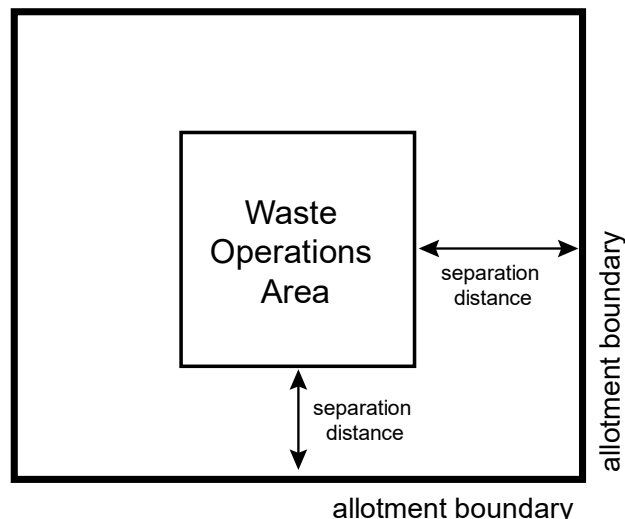 Waste
Operations
Area
separation
distance
allotment boundary
separation
distance
allotment boundary